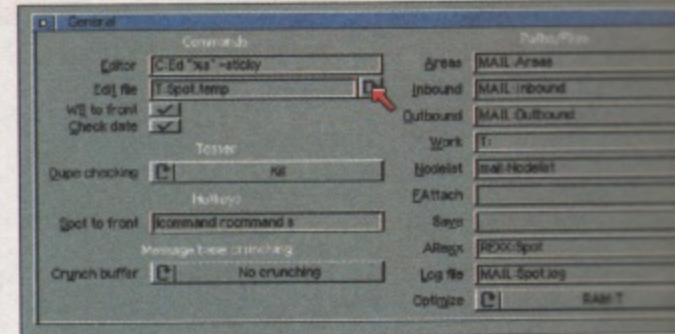 General
Commands
Editor C:Ed "%s" -sticky
Edit file T:Spot.temp
WB to front
Check date
Tosser
Dupe checking Kill
Hotkeys
Spot to front lcommand rcommand s
Message base crunching
Crunch buffer No crunching
Paths/Files
Areas MAIL:Areas
Inbound MAIL:Inbound
Outbound MAIL:Outbound
Work T:
Nodelist mail:Nodelist
FAttach
Save
ARexx REXX:Spot
Log file MAIL:Spot.log
Optimize RAM:T